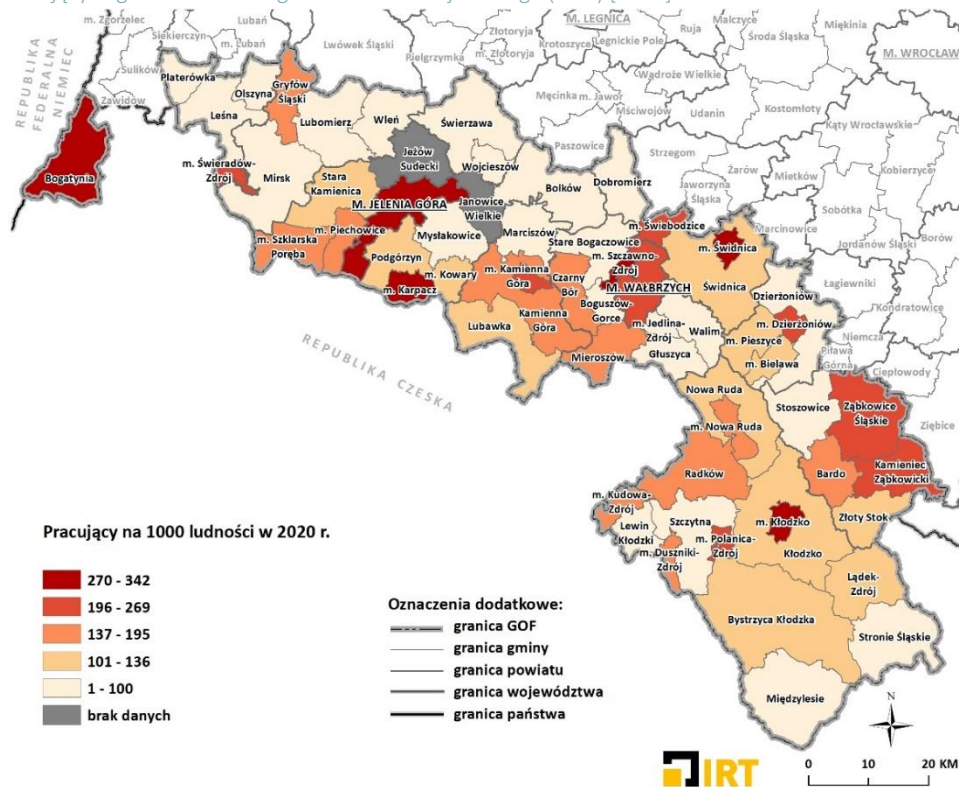 m. Zgorzelec
Lubań
Siekierczyn
m. Lubań
Sulików
Zawidów
REPUBLIKA
FEDERALNA
NIEMIEC
Lwówek Śląski
Pielgrzymka
Złotoryja
m. Złotoryja
M. LEGNICA
Krotoszyce
Legnickie Pole
Ruja
Malczyce
Środa Śląska
Miękinia
M. WROCŁAW
Męcinka
m. Jawor
Mściwojów
Wądroże Wielkie
Udanin
Kostomłoty
Kąty Wrocławskie
Kobierzyce
Paszowice
Strzegom
Żarów
Mietków
Jaworzyna
Śląska
Sobótka
Marcinowice
Jordanów Śląski
Borów
Łagiewniki
Kondratowice
Niemcza
Piława
Górna
Ciepłowody
Ziębice
Platerówka
Olszyna
Gryfów
Śląski
Leśna
Lubomierz
Wleń
Świerzawa
Bogatynia
m. Świeradów-
Zdrój
Mirsk
Stara
Kamienica
Jeżów
Sudecki
Wojcieszów
Bolków
Dobromierz
M. JELENIA GÓRA
Janowice
Wielkie
Marciszów
m. Świebodzice
Stare Bogaczowice
m. Szklarska
Poręba
m. Piechowice
Mysłakowice
Podgórzyn
m. Kowary
m. Karpacz
m. Kamienna
Góra
Czarny
Bór
m. Szczawno-
Zdrój
M. WAŁBRZYCH
m. Świdnica
Świdnica
Kamienna
Góra
Lubawka
Boguszów-
Gorce
Mieroszów
m. Jedlina-
Zdrój
Walim
Głuszyca
Dzierżoniów
m. Dzierżoniów
m. Pieszyce
m. Bielawa
REPUBLIKA CZESKA
Nowa Ruda
m. Nowa Ruda
Stoszowice
Ząbkowice
Śląskie
Radków
Bardo
Kamieniec
Ząbkowicki
m. Kudowa-
Zdrój
Lewin
Kłodzki
Szczytna
m. Duszniki-
Zdrój
m. Polanica-
Zdrój
m. Kłodzko
Kłodzko
Złoty Stok
Lądek-
Zdrój
Bystrzyca Kłodzka
Stronie Śląskie
Międzylesie
Pracujący na 1000 ludności w 2020 r.
270 - 342
196 - 269
137 - 195
101 - 136
1 - 100
brak danych
Oznaczenia dodatkowe:
granica GOF
granica gminy
granica powiatu
granica województwa
granica państwa
N
IRT
0 10 20 KM